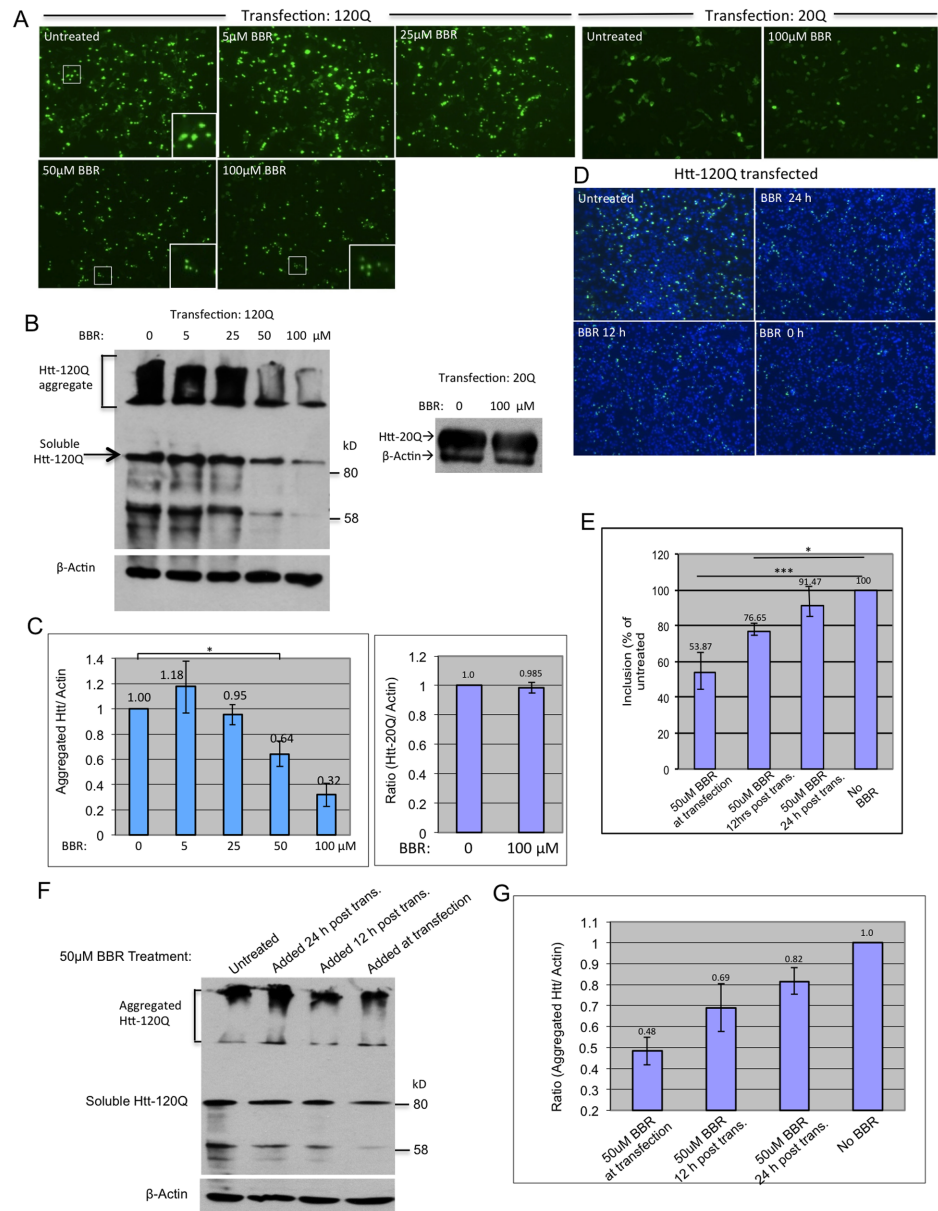 A
Transfection: 120Q
Transfection: 20Q
Untreated
5µM BBR
25µM BBR
Untreated
100µM BBR
50µM BBR
100µM BBR
D
Htt-120Q transfected
Untreated
BBR 24 h
BBR 12 h
BBR 0 h
B
Transfection: 120Q
BBR: 0 5 25 50 100 µM
Htt-120Q
aggregate
Soluble
Htt-120Q
kD
80
58
β-Actin
Transfection: 20Q
BBR: 0 100 µM
Htt-20Q
β-Actin
C
Aggregated Htt/ Actin
1.4
1.2
1
0.8
0.6
0.4
0.2
0
*
1.00
1.18
0.95
0.64
0.32
BBR: 0 5 25 50 100 µM
Ratio (Htt-20Q/ Actin)
1.2
1
0.8
0.6
0.4
0.2
0
1.0
0.985
BBR: 0 100 µM
E
Inclusion (% of
untreated
120
100
80
60
40
20
0
*
***
53.87
76.65
91.47
100
50uM BBR
at transfection
50uM BBR
12hrs post trans.
50uM BBR
24 h post trans.
No
BBR
F
50µM BBR Treatment:
Untreated
Added 24 h post trans.
Added 12 h post trans.
Added at transfection
Aggregated
Htt-120Q
Soluble Htt-120Q
kD
80
58
β-Actin
G
Ratio (Aggregated Htt/ Actin)
1.1
1
0.9
0.8
0.7
0.6
0.5
0.4
0.3
0.2
0.48
0.69
0.82
1.0
50uM BBR
at transfection
50uM BBR
12 h post trans.
50uM BBR
24 h post trans.
No BBR